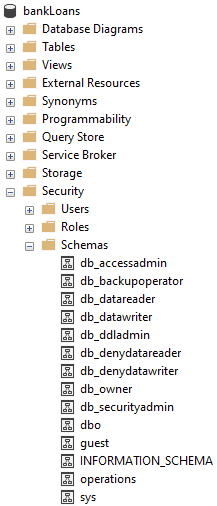 bankLoans
Database Diagrams
Tables
Views
External Resources
Synonyms
Programmability
Query Store
Service Broker
Storage
Security
Users
Roles
Schemas
db_accessadmin
db_backupoperator
db_datareader
db_datawriter
db_ddladmin
db_denydatareader
db_denydatawriter
db_owner
db_securityadmin
dbo
guest
INFORMATION_SCHEMA
operations
sys